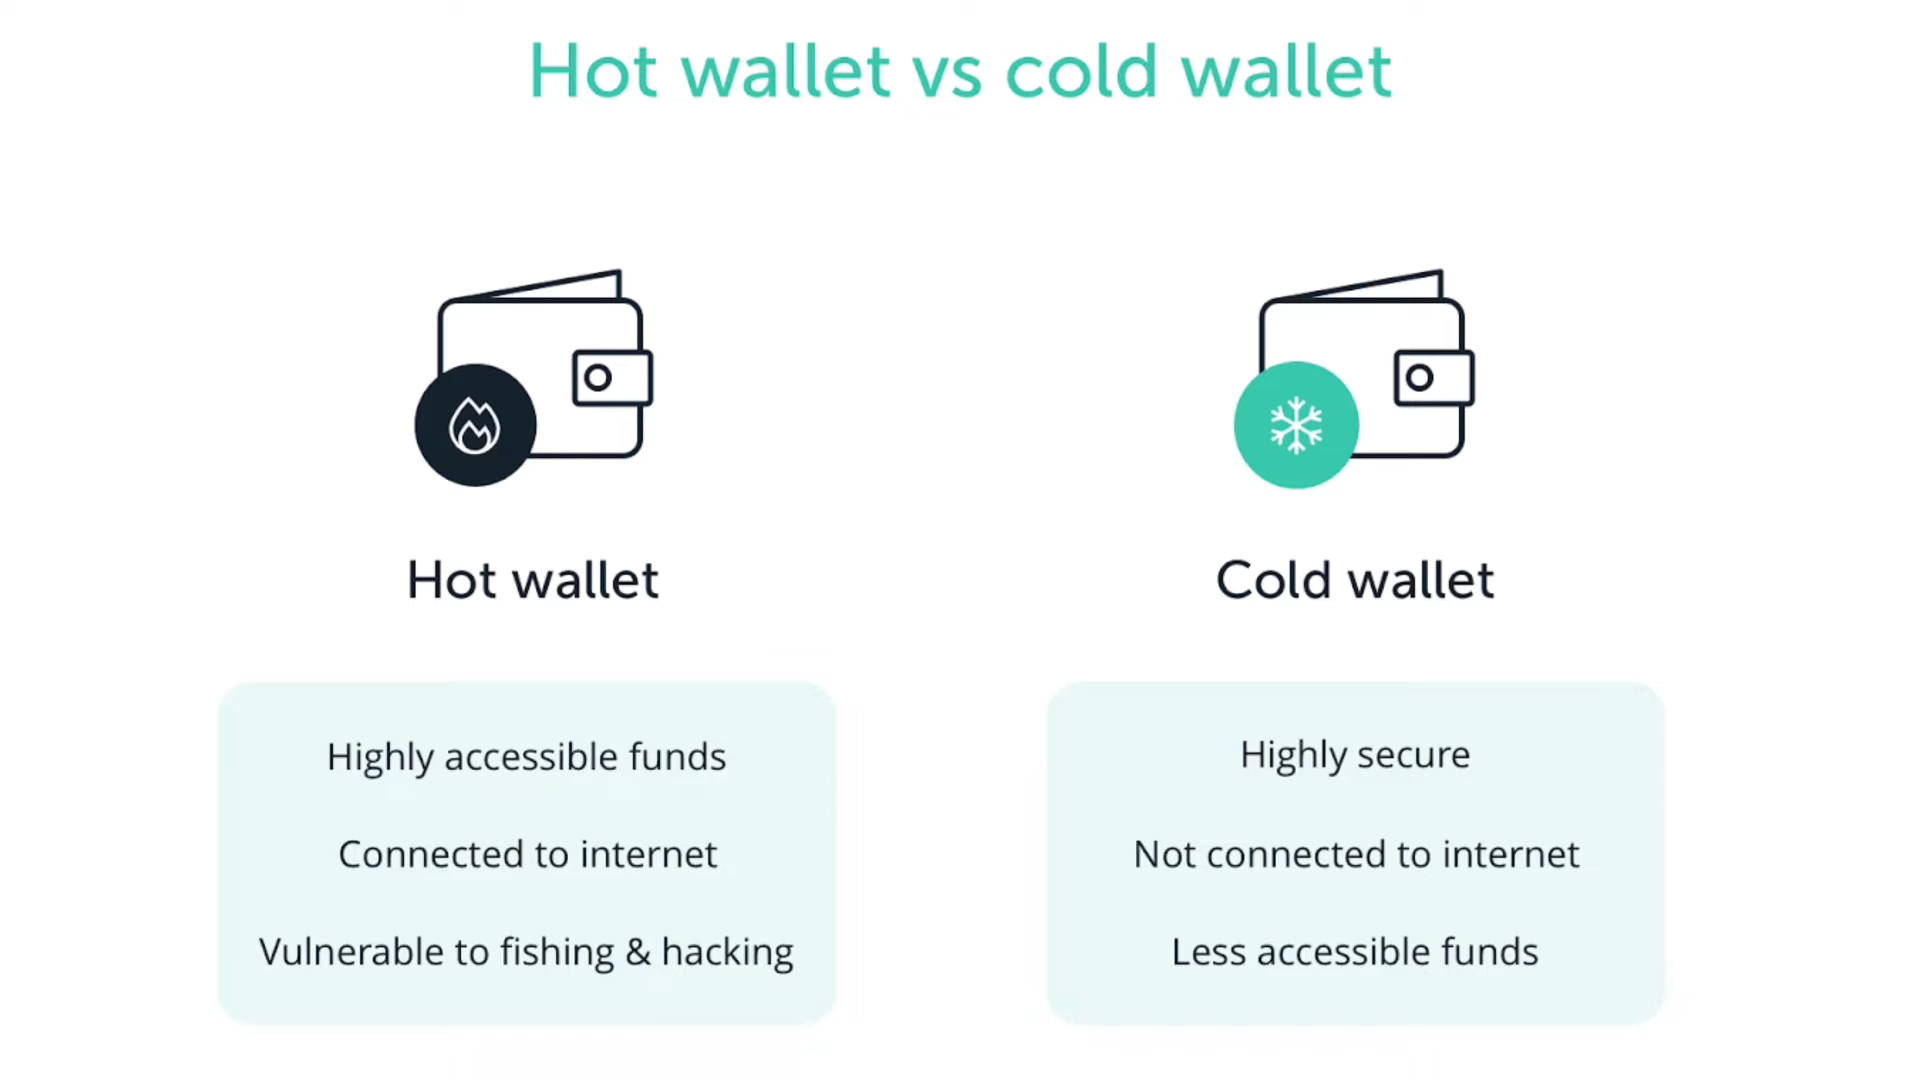 Hot wallet vs cold wallet
Hot wallet
Highly accessible funds
Connected to internet
Vulnerable to fishing & hacking
Cold wallet
Highly secure
Not connected to internet
Less accessible funds